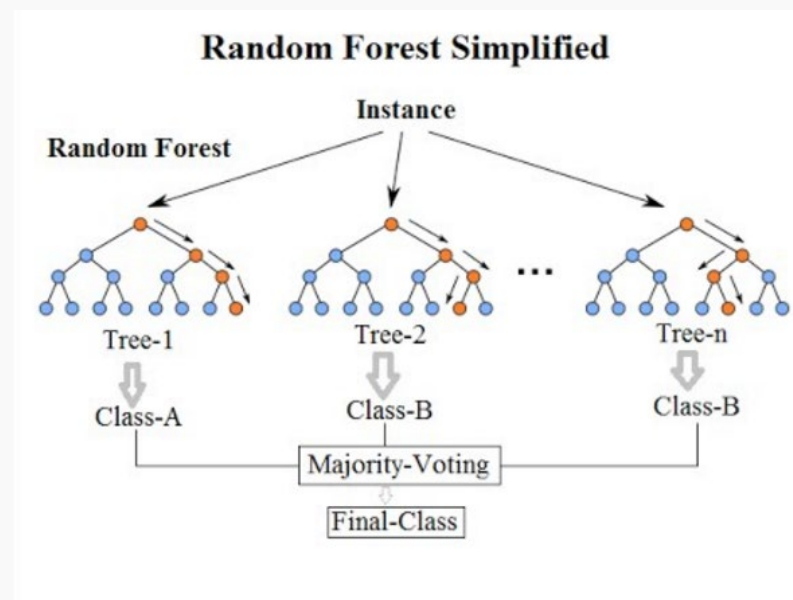 Random Forest Simplified
Instance
Random Forest
...
Tree-1
Tree-2
Tree-n
Class-A
Class-B
Class-B
Majority-Voting
Final-Class